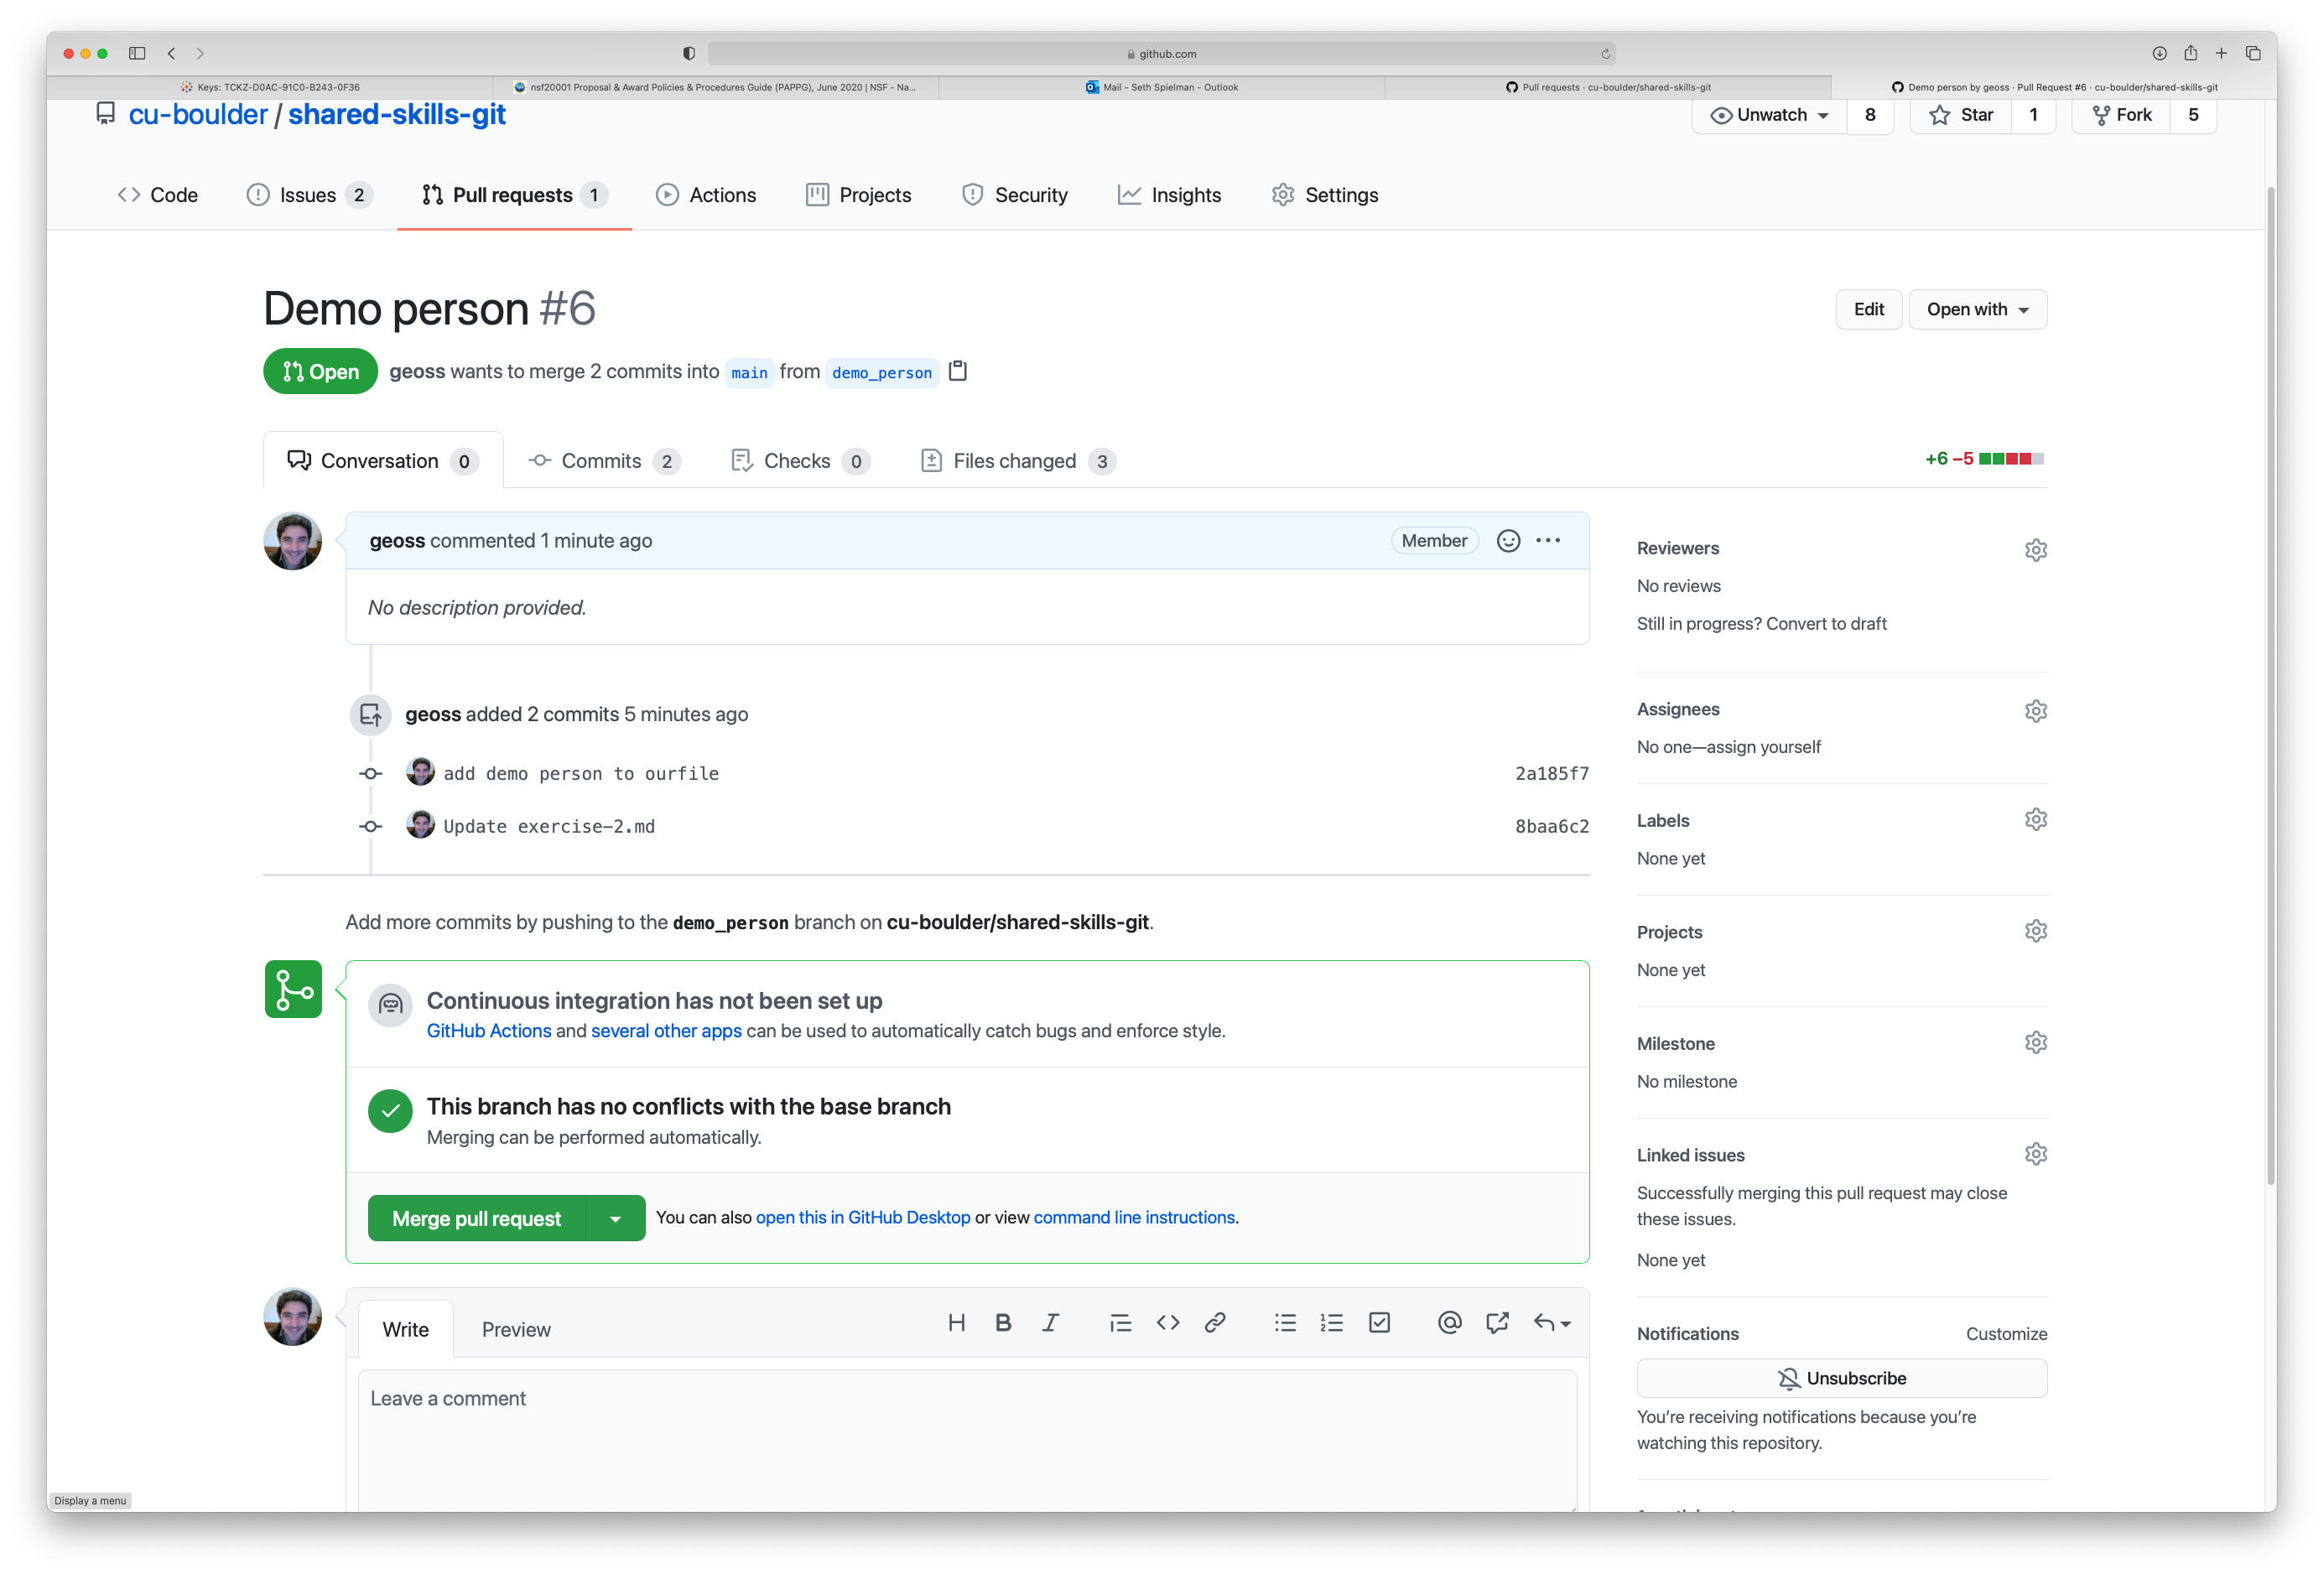 github.com
Keys: TCKZ-D0AC-91C0-B243-0F36
nsf20001 Proposal & Award Policies & Procedures Guide (PAPPG), June 2020 | NSF - Na...
Mail - Seth Spielman - Outlook
Pull requests · cu-boulder/shared-skills-git
Demo person by geoss · Pull Request #6 · cu-boulder/shared-skills-git
cu-boulder / shared-skills-git
Unwatch 8
Star 1
Fork 5
Code
Issues 2
Pull requests 1
Actions
Projects
Security
Insights
Settings
Demo person #6
Edit
Open with
Open
geoss wants to merge 2 commits into main from demo_person
Conversation 0
Commits 2
Checks 0
Files changed 3
+6 −5
geoss commented 1 minute ago
Member
No description provided.
geoss added 2 commits 5 minutes ago
add demo person to ourfile 2a185f7
Update exercise-2.md 8baa6c2
Add more commits by pushing to the demo_person branch on cu-boulder/shared-skills-git.
Continuous integration has not been set up
GitHub Actions and several other apps can be used to automatically catch bugs and enforce style.
This branch has no conflicts with the base branch
Merging can be performed automatically.
Merge pull request
You can also open this in GitHub Desktop or view command line instructions.
Write
Preview
Leave a comment
Reviewers
No reviews
Still in progress? Convert to draft
Assignees
No one—assign yourself
Labels
None yet
Projects
None yet
Milestone
No milestone
Linked issues
Successfully merging this pull request may close
these issues.
None yet
Notifications
Customize
Unsubscribe
You're receiving notifications because you're
watching this repository.
Display a menu